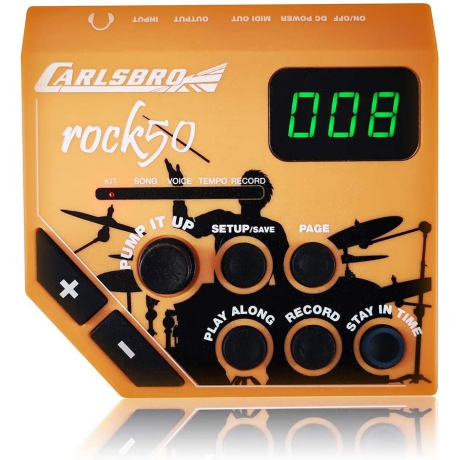 INPUT OUTPUT MIDI OUT DC POWER ON/OFF
CARLSBRO
rock50
008
KIT SONG VOICE TEMPO RECORD
PUMP IT UP
SETUP/SAVE
PAGE
+
-
PLAY ALONG
RECORD
STAY IN TIME